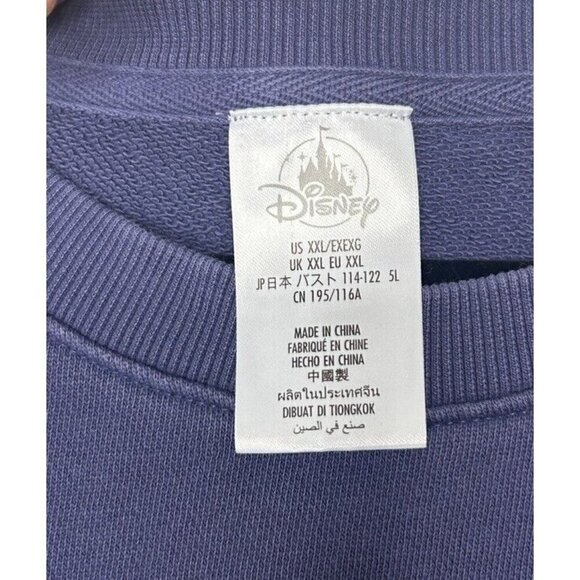 Disney
US XXL/EXEXG
UK XXL EU XXL
JP日本 バスト 114-122 5L
CN 195/116A
MADE IN CHINA
FABRIQUÉ EN CHINE
HECHO EN CHINA
中國製
ผลิตในประเทศจีน
DIBUAT DI TIONGKOK
صنع في الصين